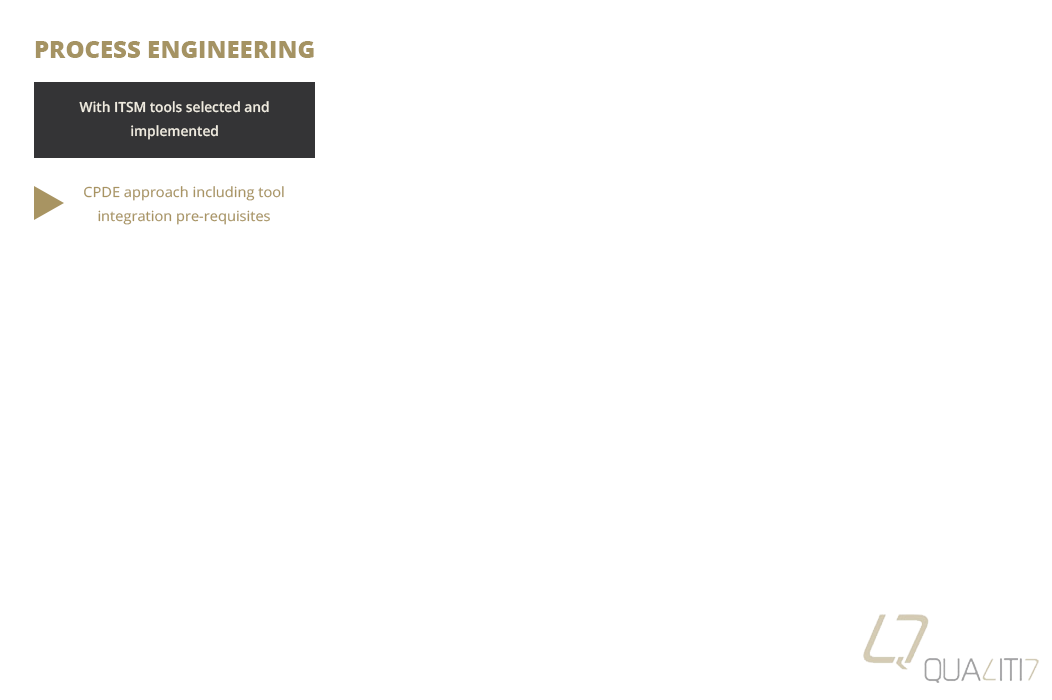 PROCESS ENGINEERING
With ITSM tools selected and
implemented
CPDE approach including tool
integration pre-requisites
QUALITI7